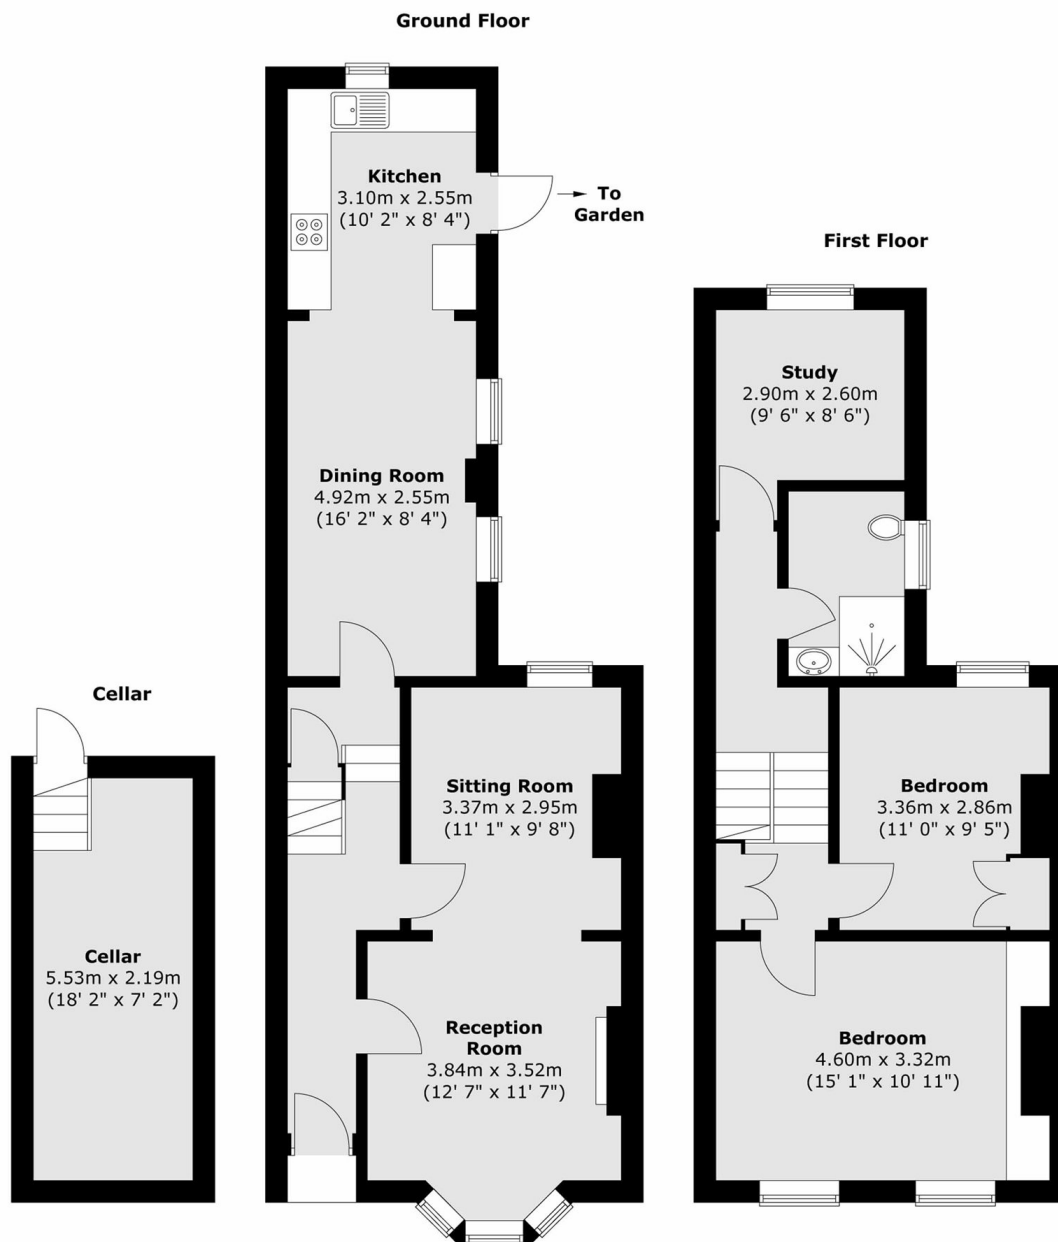 Ground Floor
Kitchen
3.10m x 2.55m
(10' 2" x 8' 4")
To
Garden
Dining Room
4.92m x 2.55m
(16' 2" x 8' 4")
Sitting Room
3.37m x 2.95m
(11' 1" x 9' 8")
Reception
Room
3.84m x 3.52m
(12' 7" x 11' 7")
First Floor
Study
2.90m x 2.60m
(9' 6" x 8' 6")
Bedroom
3.36m x 2.86m
(11' 0" x 9' 5")
Bedroom
4.60m x 3.32m
(15' 1" x 10' 11")
Cellar
Cellar
5.53m x 2.19m
(18' 2" x 7' 2")